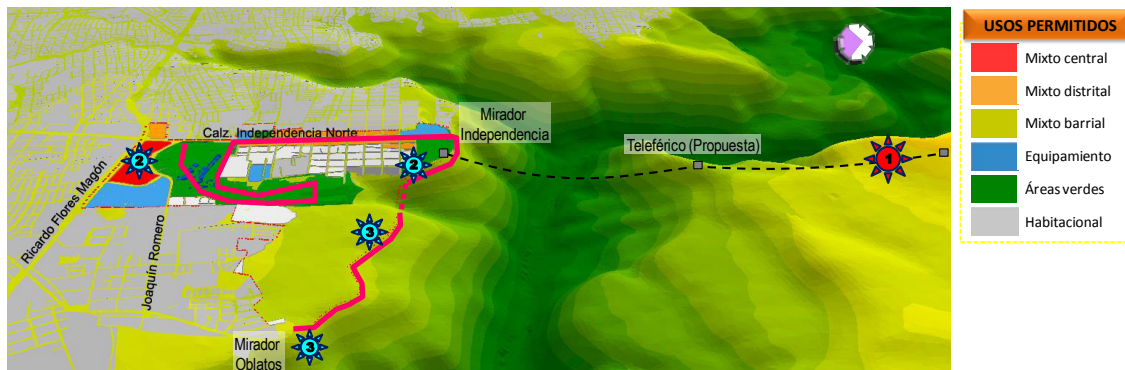 USOS PERMITIDOS
Mixto central
Mixto distrital
Mixto barrial
Equipamiento
Áreas verdes
Habitacional
Mirador
Independencia
Calz. Independencia Norte
Teleférico (Propuesta)
1
2
2
3
3
Ricardo Flores Magón
Joaquín Romero
Mirador
Oblatos